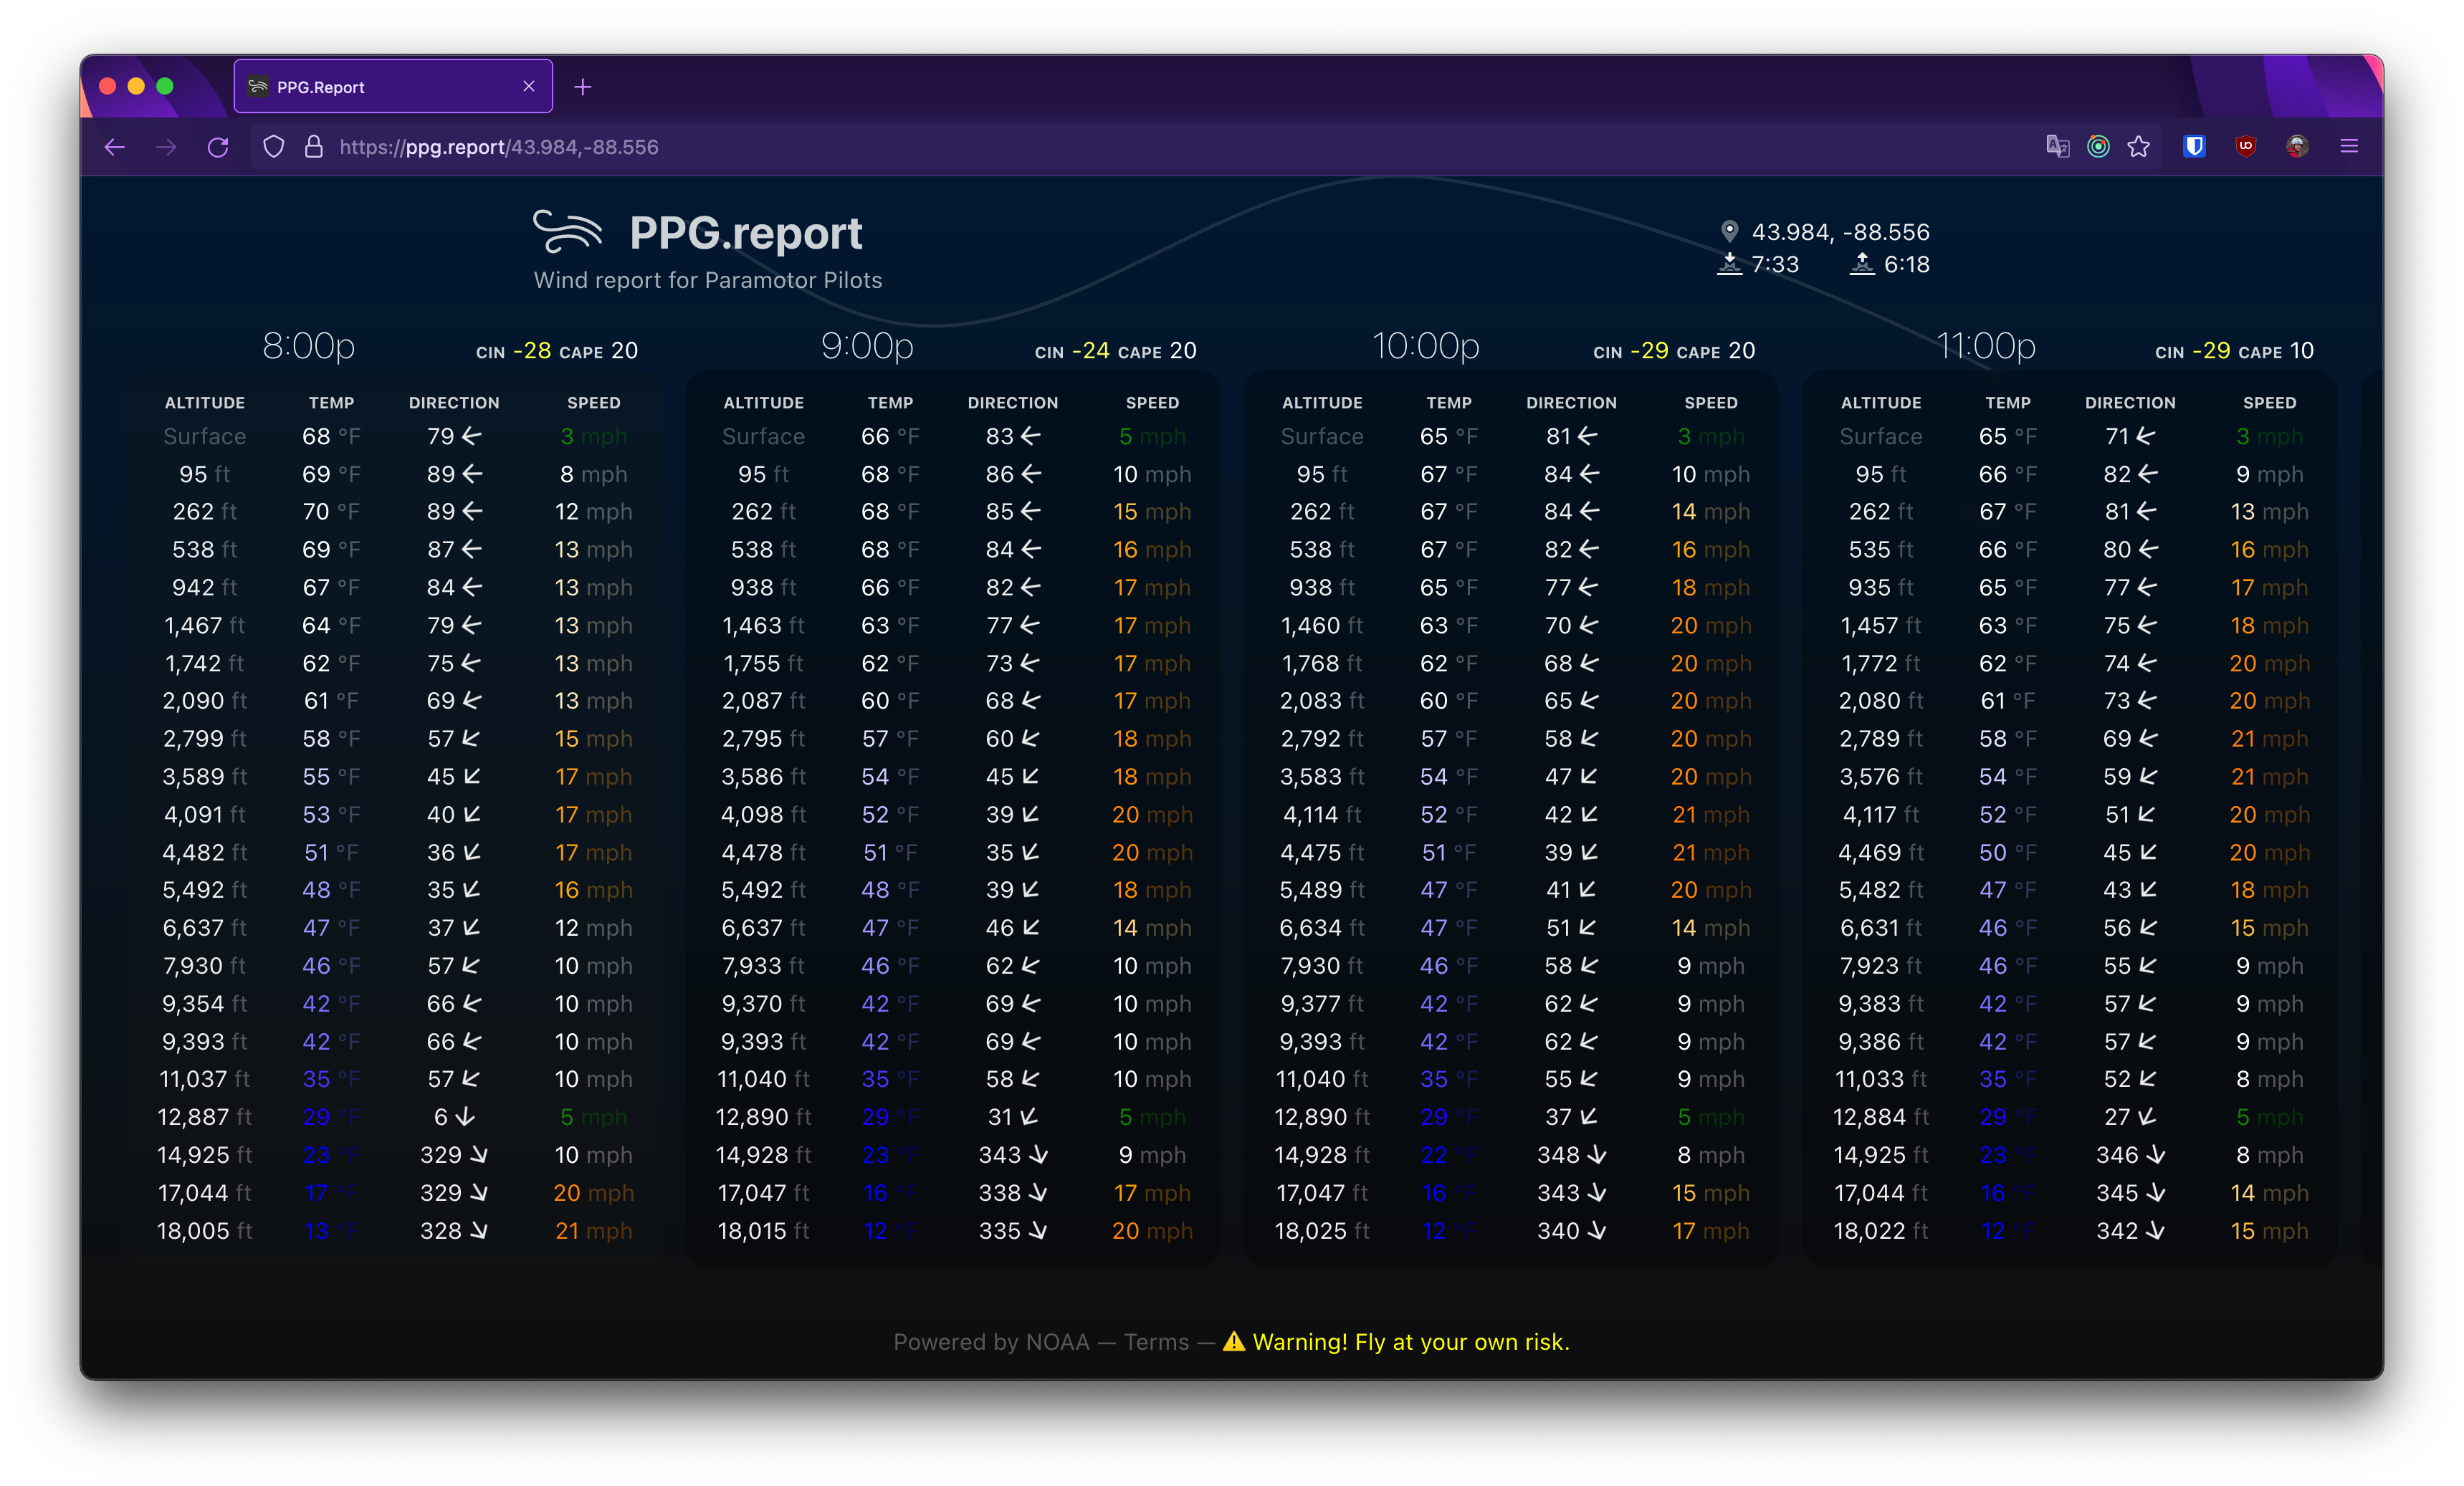 PPG.Report
https://ppg.report/43.984,-88.556
PPG.report
Wind report for Paramotor Pilots
43.984, -88.556
7:33 6:18
8:00p CIN -28 CAPE 20
ALTITUDE TEMP DIRECTION SPEED
Surface 68 °F 79 3 mph
95 ft 69 °F 89 8 mph
262 ft 70 °F 89 12 mph
538 ft 69 °F 87 13 mph
942 ft 67 °F 84 13 mph
1,467 ft 64 °F 79 13 mph
1,742 ft 62 °F 75 13 mph
2,090 ft 61 °F 69 13 mph
2,799 ft 58 °F 57 15 mph
3,589 ft 55 °F 45 17 mph
4,091 ft 53 °F 40 17 mph
4,482 ft 51 °F 36 17 mph
5,492 ft 48 °F 35 16 mph
6,637 ft 47 °F 37 12 mph
7,930 ft 46 °F 57 10 mph
9,354 ft 42 °F 66 10 mph
9,393 ft 42 °F 66 10 mph
11,037 ft 35 °F 57 10 mph
12,887 ft 29 °F 6 5 mph
14,925 ft 23 °F 329 10 mph
17,044 ft 17 °F 329 20 mph
18,005 ft 13 °F 328 21 mph
9:00p CIN -24 CAPE 20
ALTITUDE TEMP DIRECTION SPEED
Surface 66 °F 83 5 mph
95 ft 68 °F 86 10 mph
262 ft 68 °F 85 15 mph
538 ft 68 °F 84 16 mph
938 ft 66 °F 82 17 mph
1,463 ft 63 °F 77 17 mph
1,755 ft 62 °F 73 17 mph
2,087 ft 60 °F 68 17 mph
2,795 ft 57 °F 60 18 mph
3,586 ft 54 °F 45 18 mph
4,098 ft 52 °F 39 20 mph
4,478 ft 51 °F 35 20 mph
5,492 ft 48 °F 39 18 mph
6,637 ft 47 °F 46 14 mph
7,933 ft 46 °F 62 10 mph
9,370 ft 42 °F 69 10 mph
9,393 ft 42 °F 69 10 mph
11,040 ft 35 °F 58 10 mph
12,890 ft 29 °F 31 5 mph
14,928 ft 23 °F 343 9 mph
17,047 ft 16 °F 338 17 mph
18,015 ft 12 °F 335 20 mph
10:00p CIN -29 CAPE 20
ALTITUDE TEMP DIRECTION SPEED
Surface 65 °F 81 3 mph
95 ft 67 °F 84 10 mph
262 ft 67 °F 84 14 mph
538 ft 67 °F 82 16 mph
938 ft 65 °F 77 18 mph
1,460 ft 63 °F 70 20 mph
1,768 ft 62 °F 68 20 mph
2,083 ft 60 °F 65 20 mph
2,792 ft 57 °F 58 20 mph
3,583 ft 54 °F 47 20 mph
4,114 ft 52 °F 42 21 mph
4,475 ft 51 °F 39 21 mph
5,489 ft 47 °F 41 20 mph
6,634 ft 47 °F 51 14 mph
7,930 ft 46 °F 58 9 mph
9,377 ft 42 °F 62 9 mph
9,393 ft 42 °F 62 9 mph
11,040 ft 35 °F 55 9 mph
12,890 ft 29 °F 37 5 mph
14,928 ft 22 °F 348 8 mph
17,047 ft 16 °F 343 15 mph
18,025 ft 12 °F 340 17 mph
11:00p CIN -29 CAPE 10
ALTITUDE TEMP DIRECTION SPEED
Surface 65 °F 71 3 mph
95 ft 66 °F 82 9 mph
262 ft 67 °F 81 13 mph
535 ft 66 °F 80 16 mph
935 ft 65 °F 77 17 mph
1,457 ft 63 °F 75 18 mph
1,772 ft 62 °F 74 20 mph
2,080 ft 61 °F 73 20 mph
2,789 ft 58 °F 69 21 mph
3,576 ft 54 °F 59 21 mph
4,117 ft 52 °F 51 20 mph
4,469 ft 50 °F 45 20 mph
5,482 ft 47 °F 43 18 mph
6,631 ft 46 °F 56 15 mph
7,923 ft 46 °F 55 9 mph
9,383 ft 42 °F 57 9 mph
9,386 ft 42 °F 57 9 mph
11,033 ft 35 °F 52 8 mph
12,884 ft 29 °F 27 5 mph
14,925 ft 23 °F 346 8 mph
17,044 ft 16 °F 345 14 mph
18,022 ft 12 °F 342 15 mph
Powered by NOAA — Terms — ⚠️ Warning! Fly at your own risk.